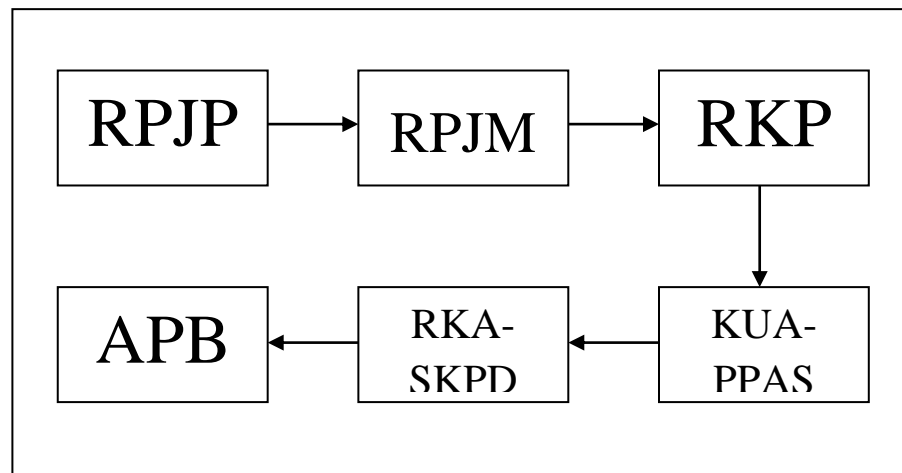 RPJP
RPJM
RKP
KUA-
PPAS
RKA-
SKPD
APB